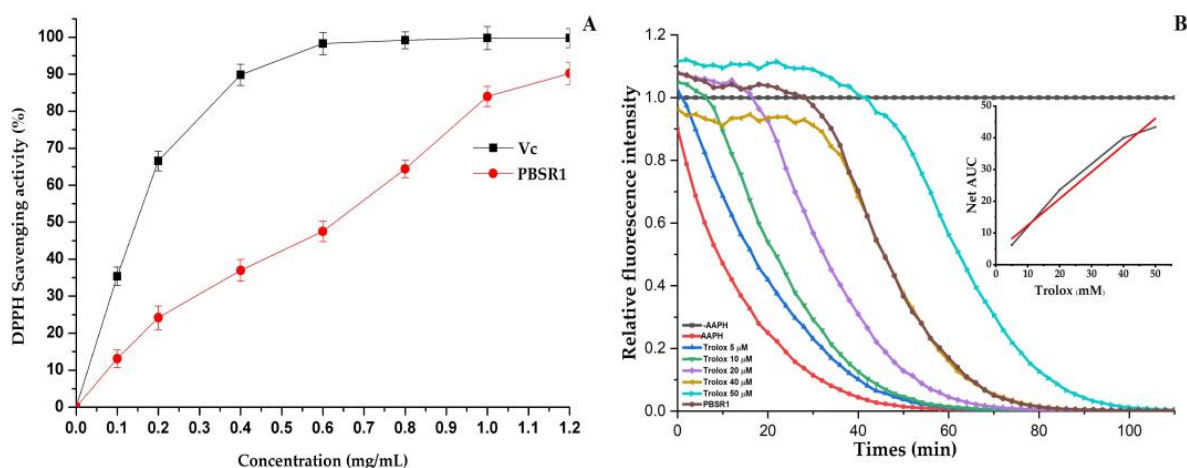 A
DPPH Scavenging activity (%)
100
90
80
70
60
50
40
30
20
10
0
Vc
PBSR1
0.0 0.1 0.2 0.3 0.4 0.5 0.6 0.7 0.8 0.9 1.0 1.1 1.2
Concentration (mg/mL)
B
Relative fluorescence intensity
1.2
1.0
0.8
0.6
0.4
0.2
0.0
-AAPH
AAPH
Trolox 5 µM
Trolox 10 µM
Trolox 20 µM
Trolox 40 µM
Trolox 50 µM
PBSR1
0 20 40 60 80 100
Times (min)
Net AUC
50
40
30
20
10
0
0 10 20 30 40 50
Trolox (mM)